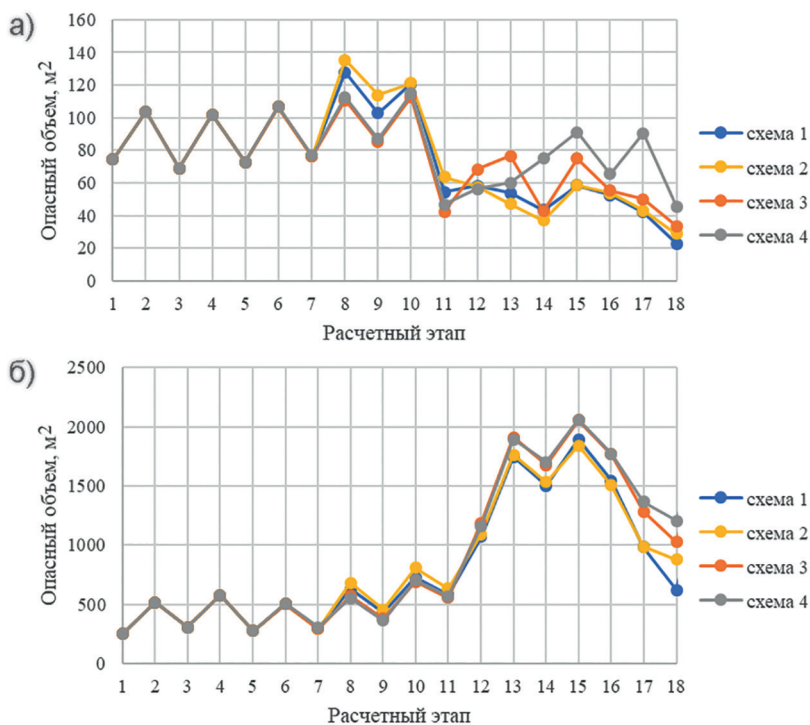 а)
160
140
120
100
80
60
40
20
0
Опасный объем, м²
1 2 3 4 5 6 7 8 9 10 11 12 13 14 15 16 17 18
Расчетный этап
схема 1
схема 2
схема 3
схема 4
б)
2500
2000
1500
1000
500
0
Опасный объем, м²
1 2 3 4 5 6 7 8 9 10 11 12 13 14 15 16 17 18
Расчетный этап
схема 1
схема 2
схема 3
схема 4